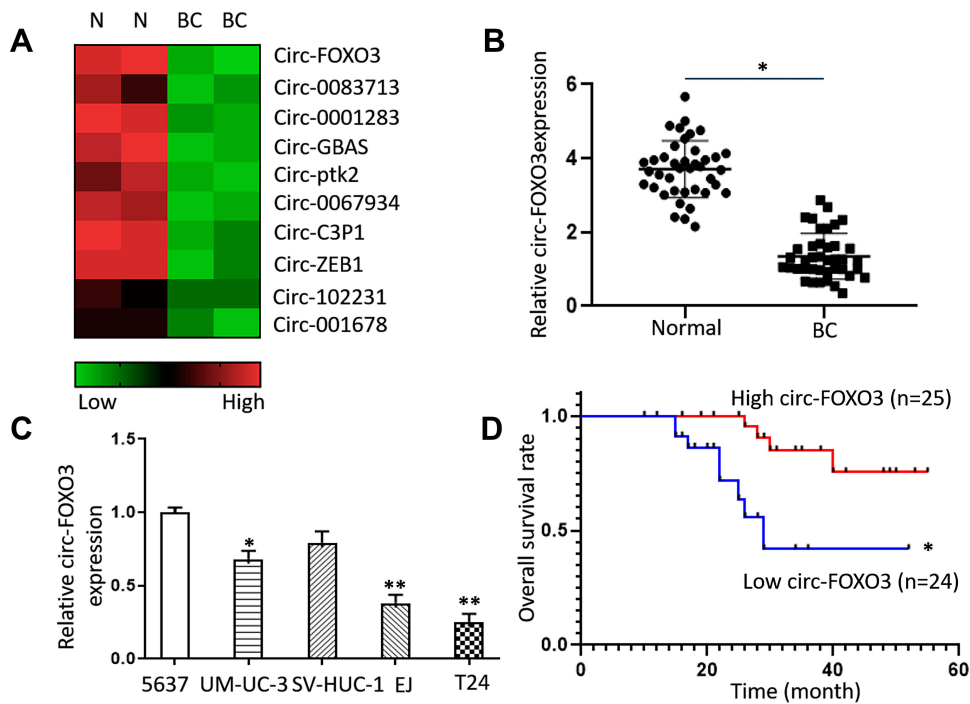 A
N N BC BC
Circ-FOXO3
Circ-0083713
Circ-0001283
Circ-GBAS
Circ-ptk2
Circ-0067934
Circ-C3P1
Circ-ZEB1
Circ-102231
Circ-001678
Low High
B
Relative circ-FOXO3expression
6
4
2
0
*
Normal BC
C
Relative circ-FOXO3
expression
1.5
1.0
0.5
0.0
* ** **
5637 UM-UC-3 SV-HUC-1 EJ T24
D
Overall survival rate
1.0
0.5
0.0
High circ-FOXO3 (n=25)
*
Low circ-FOXO3 (n=24)
0 20 40 60
Time (month)